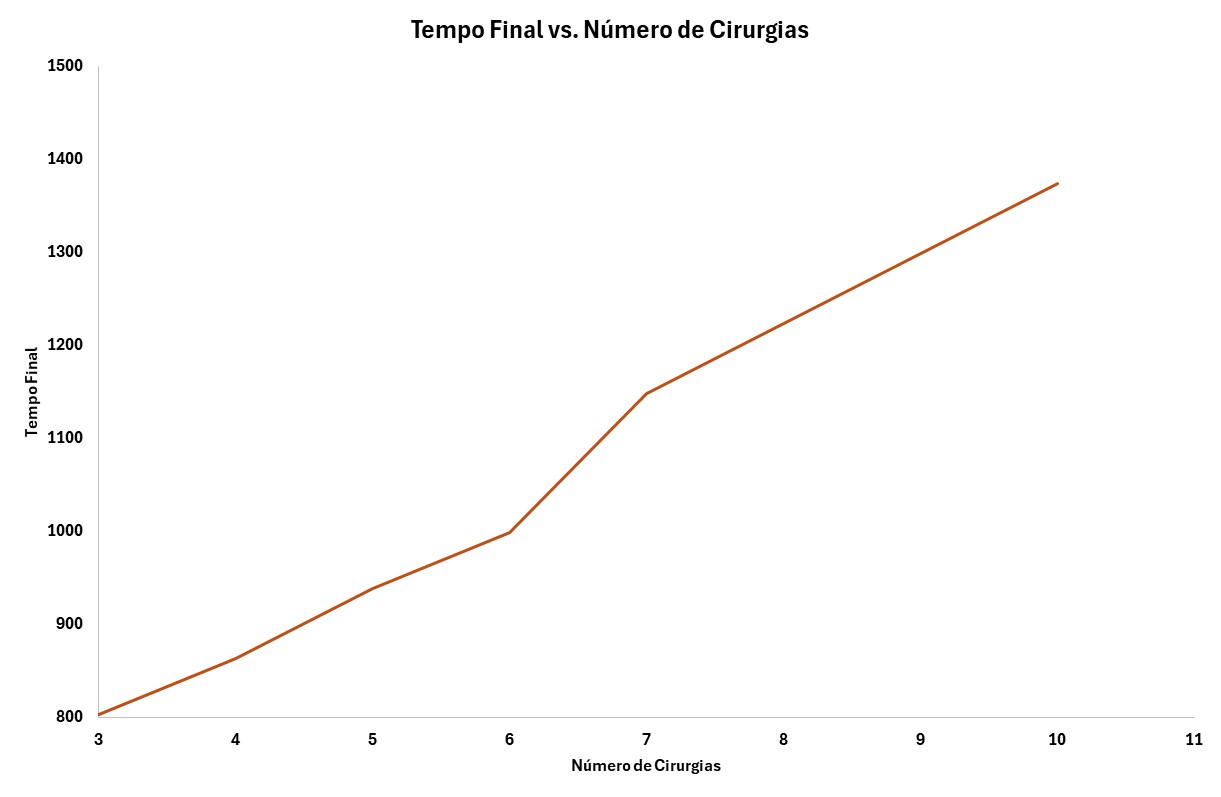 Tempo Final vs. Número de Cirurgias
1500
1400
1300
1200
1100
1000
900
800
Tempo Final
3 4 5 6 7 8 9 10 11
Número de Cirurgias